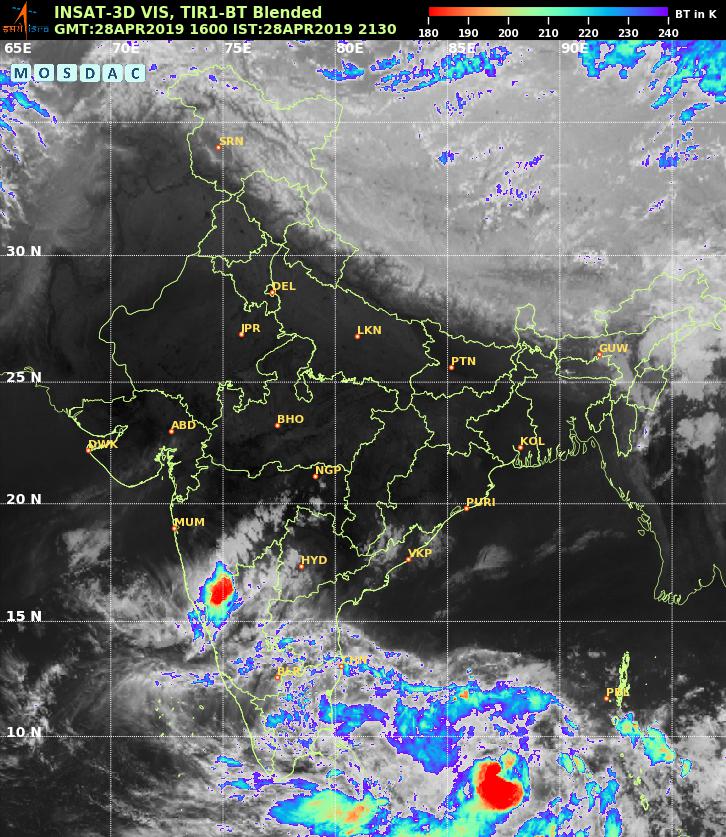 INSAT-3D VIS, TIR1-BT Blended
GMT:28APR2019 1600 IST:28APR2019 2130
BT in K
180 190 200 210 220 230 240
65E 70E 75E 80E 85E 90E
M O S D A C
SRN
30 N
DEL
JPR
LKN
GUW
PTN
25 N
BHO
ABD
DWK
KOL
NGP
20 N
PURI
MUM
VKP
HYD
15 N
PBL
10 N